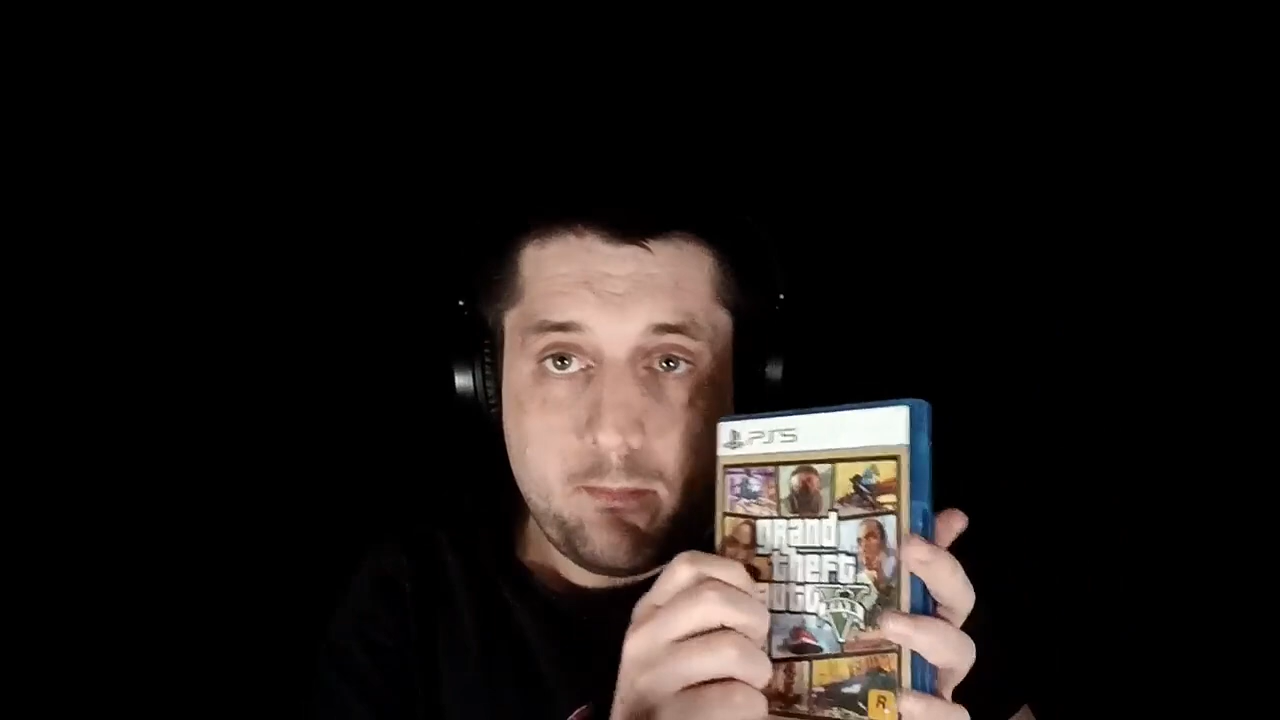 PS5
grand
theft
auto
V
R